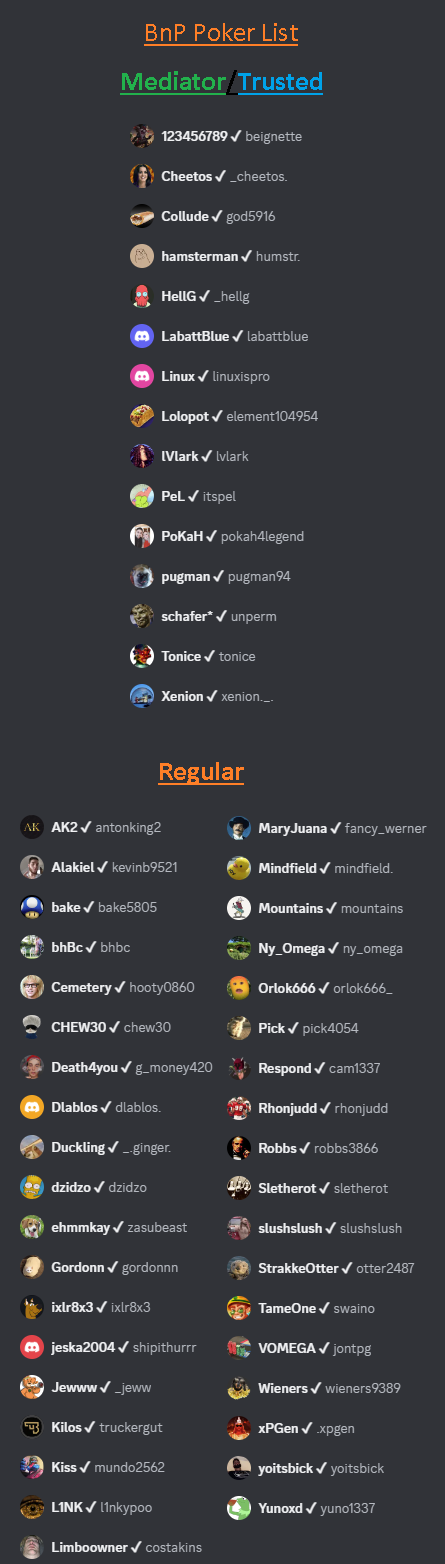 BnP Poker List
Mediator/Trusted
123456789 ✓ beignette
Cheetos ✓ _cheetos.
Collude ✓ god5916
hamsterman ✓ humstr.
HellG ✓ _hellg
LabattBlue ✓ labattblue
Linux ✓ linuxispro
Lolopot ✓ element104954
lVlark ✓ lvlark
PeL ✓ itspel
PoKaH ✓ pokah4legend
pugman ✓ pugman94
schafer* ✓ unperm
Tonice ✓ tonice
Xenion ✓ xenion._.
Regular
AK2 ✓ antonking2
Alakiel ✓ kevinb9521
bake ✓ bake5805
bhBc ✓ bhbc
Cemetery ✓ hooty0860
CHEW30 ✓ chew30
Death4you ✓ g_money420
Dlablos ✓ dlablos.
Duckling ✓ _.ginger.
dzidzo ✓ dzidzo
ehmmkay ✓ zasubeast
Gordonn ✓ gordonnn
ixlr8x3 ✓ ixlr8x3
jeska2004 ✓ shipithurrr
Jewww ✓ _jeww
Kilos ✓ truckergut
Kiss ✓ mundo2562
L1NK ✓ l1nkypoo
Limboowner ✓ costakins
MaryJuana ✓ fancy_werner
Mindfield ✓ mindfield.
Mountains ✓ mountains
Ny_Omega ✓ ny_omega
Orlok666 ✓ orlok666_
Pick ✓ pick4054
Respond ✓ cam1337
Rhonjudd ✓ rhonjudd
Robbs ✓ robbs3866
Sletherot ✓ sletherot
slushslush ✓ slushslush
StrakkeOtter ✓ otter2487
TameOne ✓ swaino
VOMEGA ✓ jontpg
Wieners ✓ wieners9389
xPGen ✓ .xpgen
yoitsbick ✓ yoitsbick
Yunoxd ✓ yuno1337